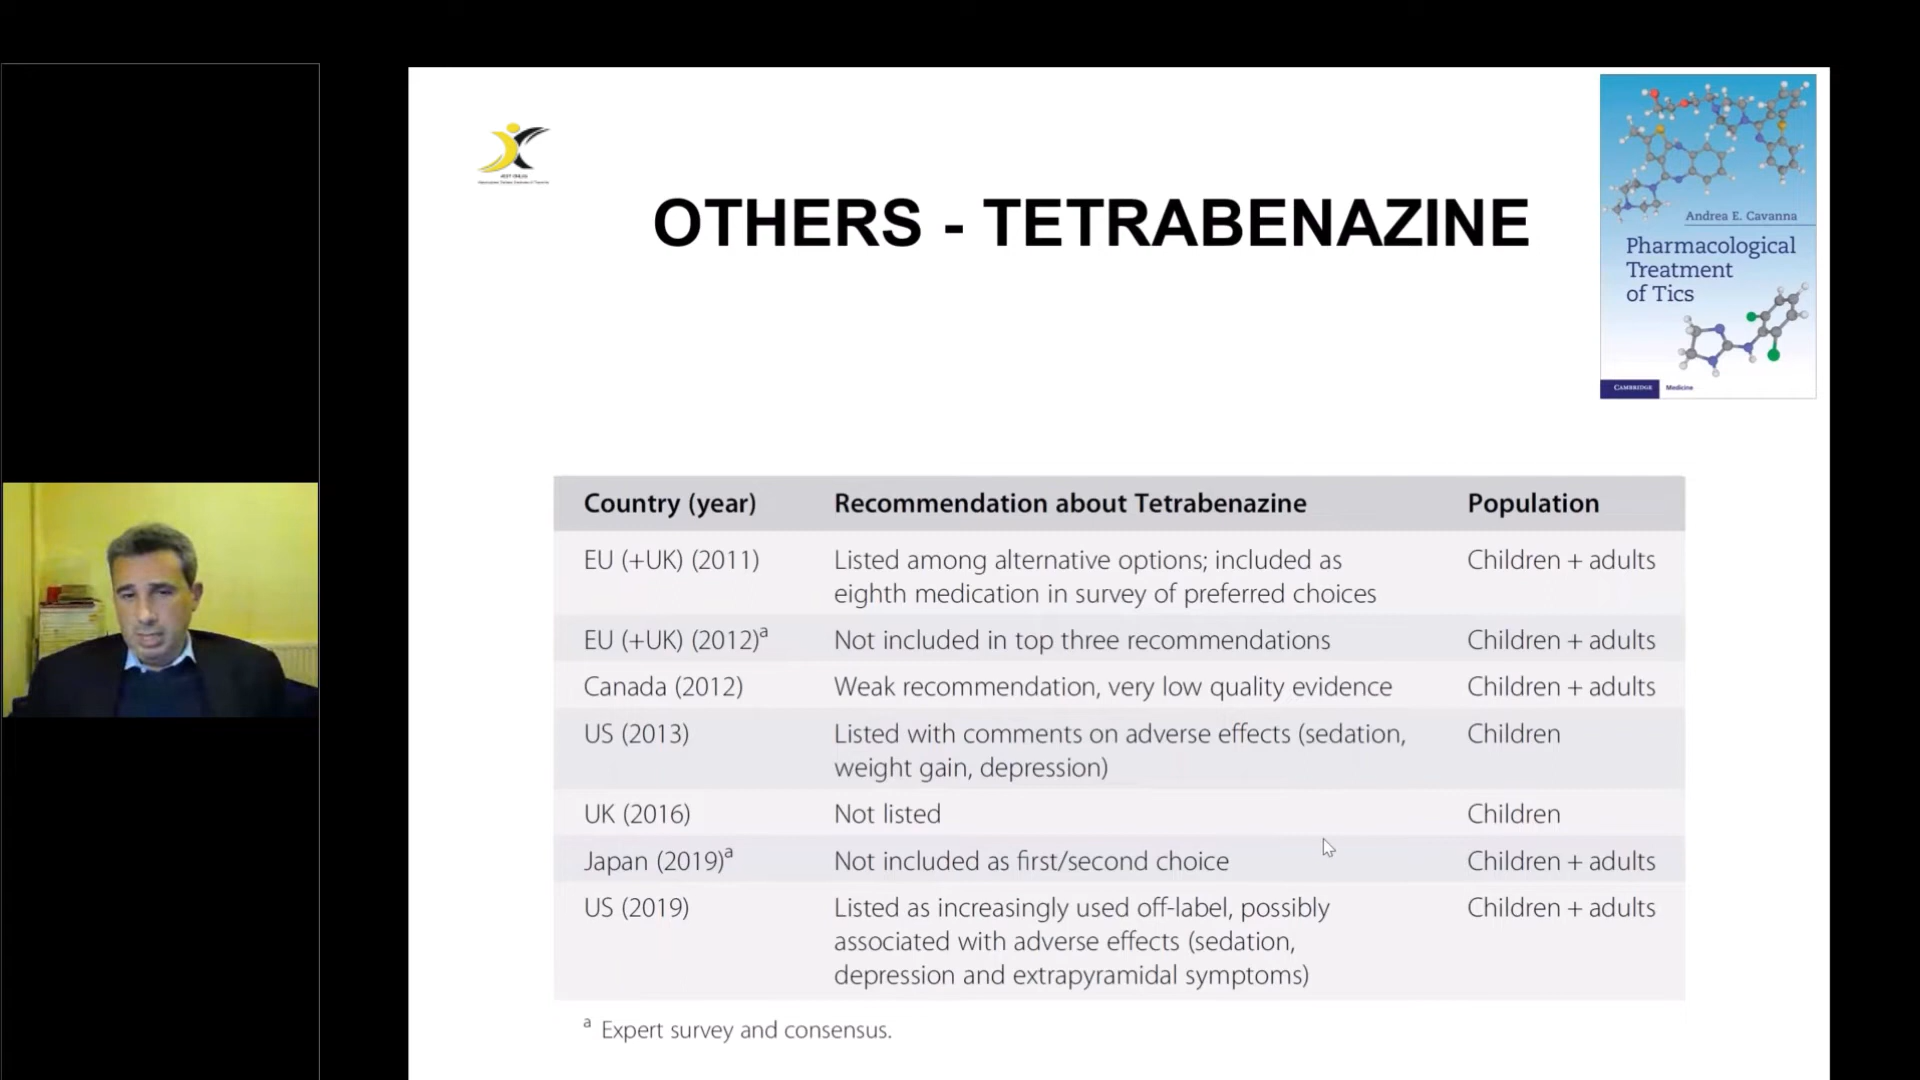 OTHERS - TETRABENAZINE
Andrea E. Cavanna
Pharmacological
Treatment
of Tics
CAMBRIDGE Medicine
Country (year) Recommendation about Tetrabenazine Population
EU (+UK) (2011) Listed among alternative options; included as Children + adults
eighth medication in survey of preferred choices
EU (+UK) (2012)a Not included in top three recommendations Children + adults
Canada (2012) Weak recommendation, very low quality evidence Children + adults
US (2013) Listed with comments on adverse effects (sedation, Children
weight gain, depression)
UK (2016) Not listed Children
Japan (2019)a Not included as first/second choice Children + adults
US (2019) Listed as increasingly used off-label, possibly Children + adults
associated with adverse effects (sedation,
depression and extrapyramidal symptoms)
a Expert survey and consensus.